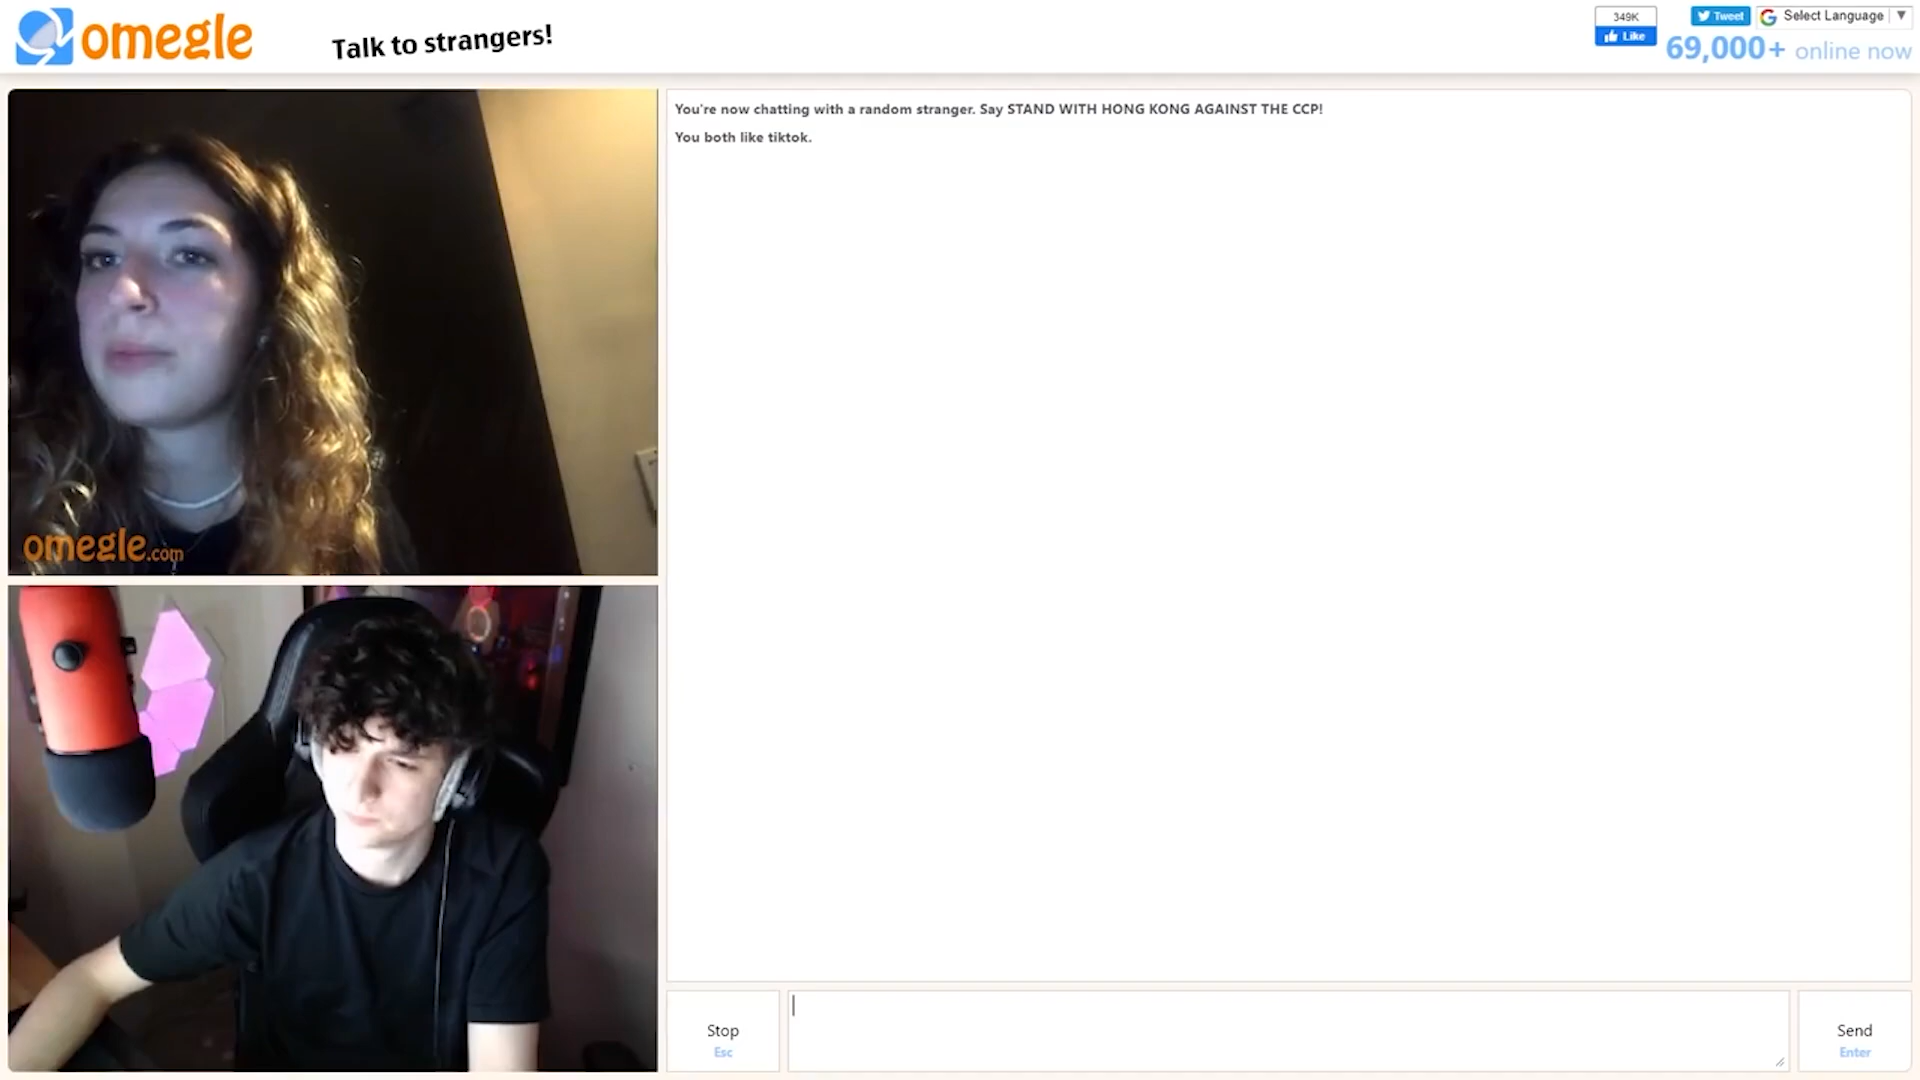 omegle
Talk to strangers!
349K
Like
Tweet
Select Language
69,000+ online now
You're now chatting with a random stranger. Say STAND WITH HONG KONG AGAINST THE CCP!
You both like tiktok.
omegle.com
Stop
Esc
Send
Enter